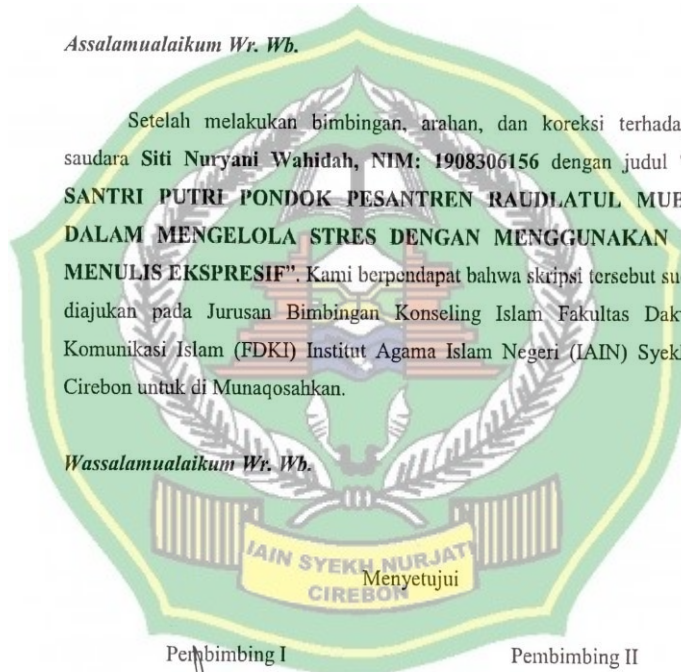 Assalamualaikum Wr. Wb.
Setelah melakukan bimbingan, arahan, dan koreksi terhada
saudara Siti Nuryani Wahidah, NIM: 1908306156 dengan judul
SANTRI PUTRI PONDOK PESANTREN RAUDLATUL MUB
DALAM MENGELOLA STRES DENGAN MENGGUNAKAN
MENULIS EKSPRESIF”. Kami berpendapat bahwa skripsi tersebut su
diajukan pada Jurusan Bimbingan Konseling Islam Fakultas Dakw
Komunikasi Islam (FDKI) Institut Agama Islam Negeri (IAIN) Syekh
Cirebon untuk di Munaqosahkan.
Wassalamualaikum Wr. Wb.
IAIN SYEKH NURJATI
CIREBON
Menyetujui
Pembimbing I Pembimbing II